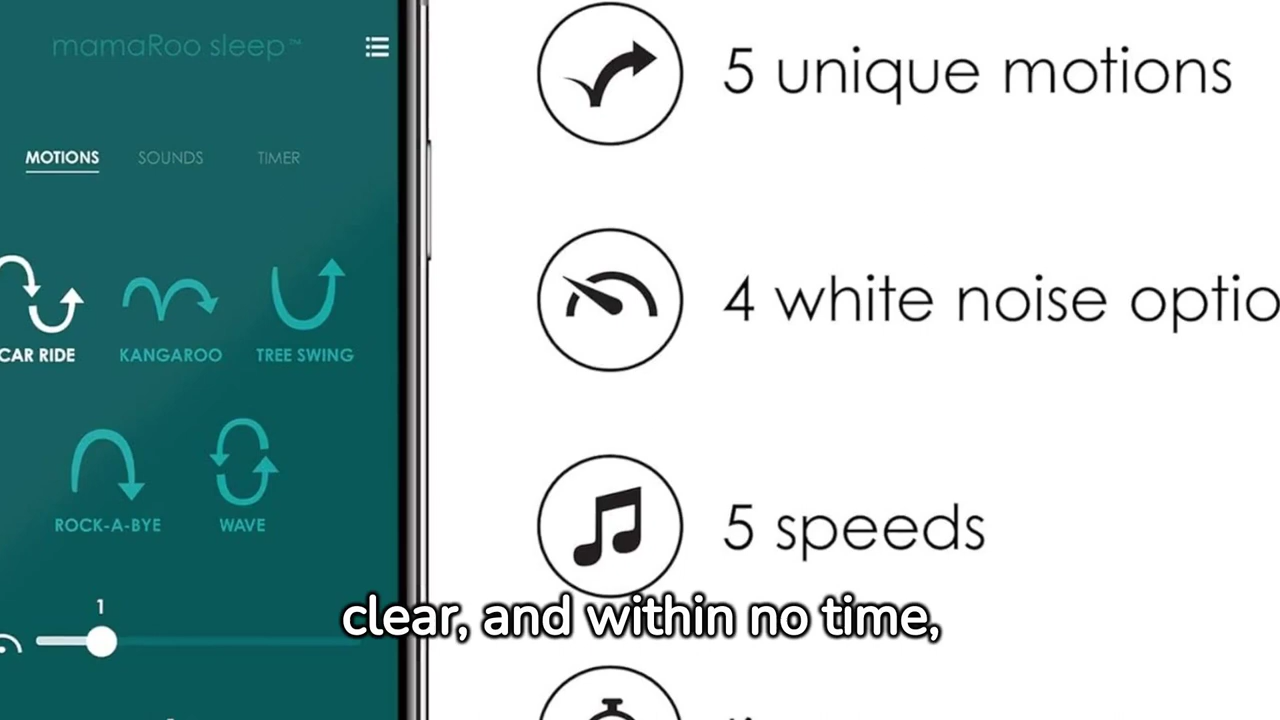 mamaRoo sleep™
MOTIONS SOUNDS TIMER
CAR RIDE KANGAROO TREE SWING
ROCK-A-BYE WAVE
1
5 unique motions
4 white noise optio
5 speeds
clear, and within no time,